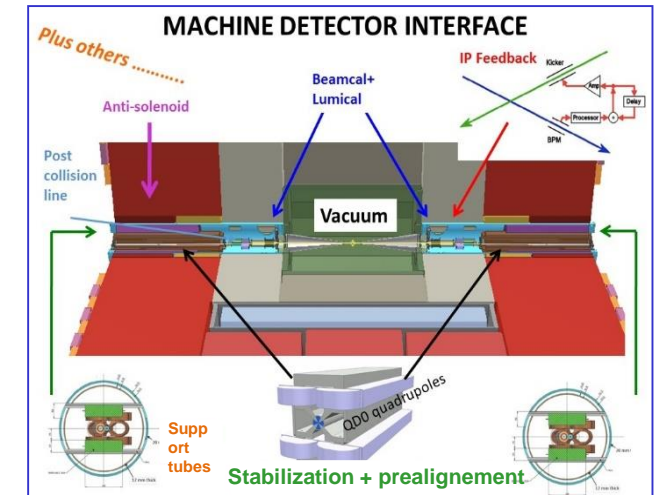 MACHINE DETECTOR INTERFACE
Plus others ..........
IP Feedback
Kicker
Amp
Delay
Processor
+
BPM
Anti-solenoid
Beamcal+
Lumical
Post
collision
line
Vacuum
QD0 quadrupoles
Supp
ort
tubes
Stabilization + prealignement